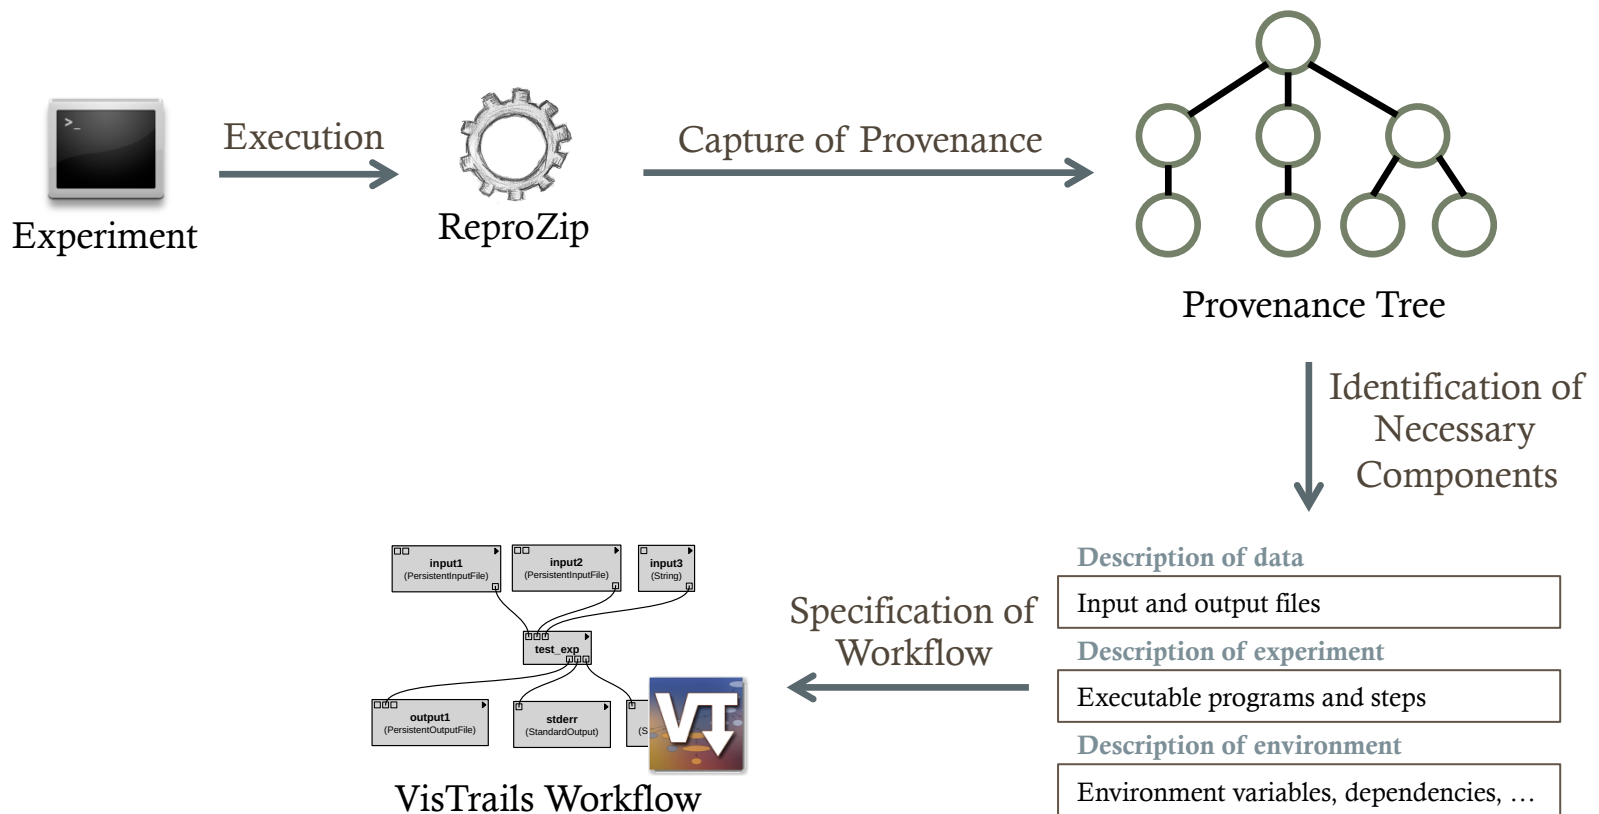 >_
Execution
Capture of Provenance
Experiment
ReproZip
Provenance Tree
Identification of
Necessary
Components
Description of data
Input and output files
Description of experiment
Executable programs and steps
Description of environment
Environment variables, dependencies, ...
Specification of
Workflow
input1
(PersistentInputFile)
input2
(PersistentInputFile)
input3
(String)
test_exp
output1
(PersistentOutputFile)
stderr
(StandardOutput)
(S
VT
VisTrails Workflow